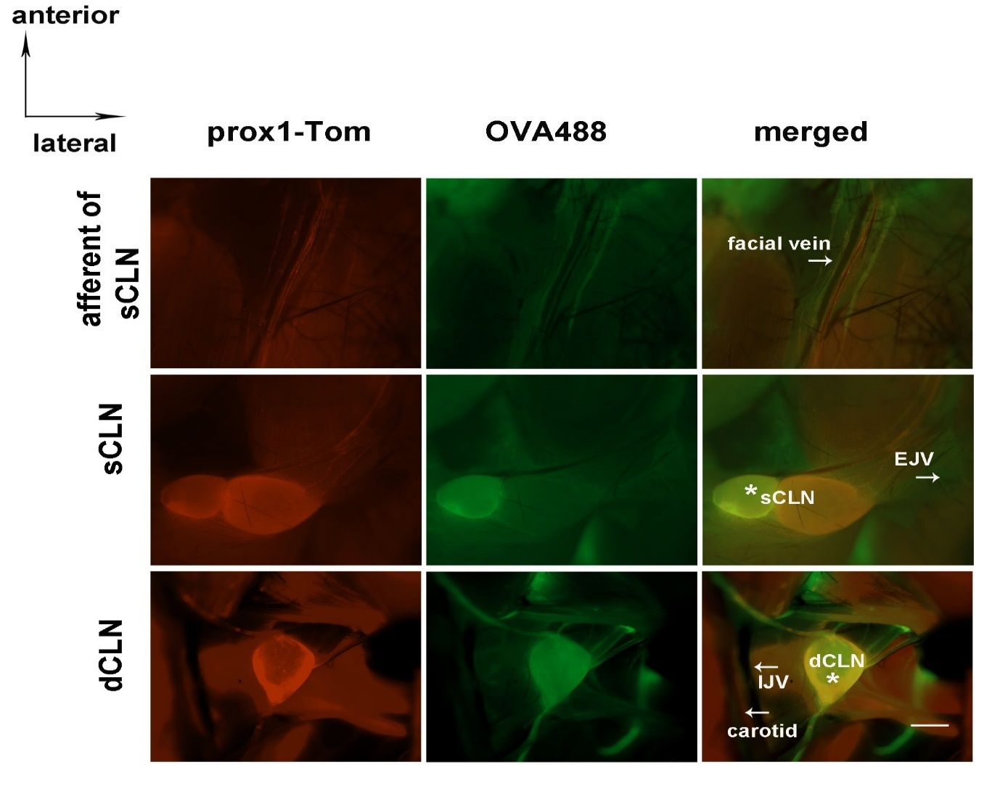 anterior
lateral
prox1-Tom
OVA488
merged
afferent of
sCLN
facial vein
sCLN
EJV
*sCLN
dCLN
dCLN
*
IJV
carotid